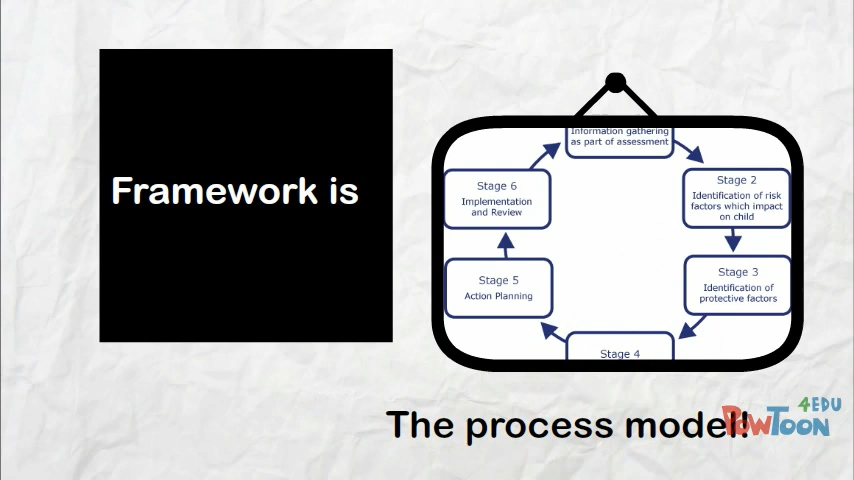 Framework is
Information gathering
as part of assessment
Stage 2
Identification of risk
factors which impact
on child
Stage 3
Identification of
protective factors
Stage 4
Stage 5
Action Planning
Stage 6
Implementation
and Review
The process model!
4EDU
POWTOON